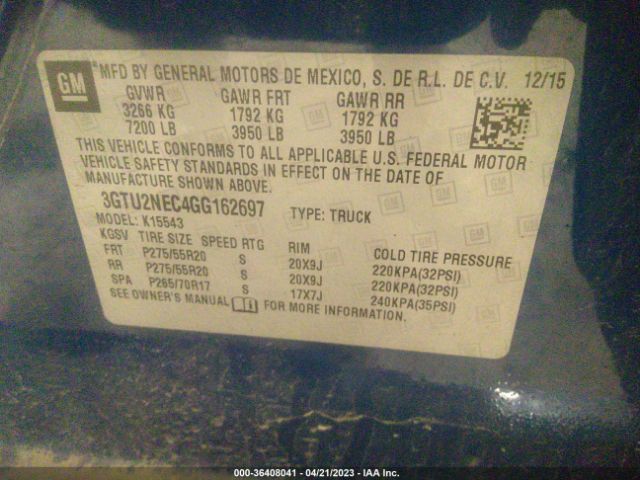 GM *MFD BY GENERAL MOTORS DE MEXICO, S. DE R.L. DE C.V. 12/15
GVWR GAWR FRT GAWR RR
3266 KG 1792 KG 1792 KG
7200 LB 3950 LB 3950 LB
THIS VEHICLE CONFORMS TO ALL APPLICABLE U.S. FEDERAL MOTOR
VEHICLE SAFETY STANDARDS IN EFFECT ON THE DATE OF
MANUFACTURE SHOWN ABOVE.
3GTU2NEC4GG162697 TYPE: TRUCK
MODEL: K15543
KGSV TIRE SIZE SPEED RTG RIM COLD TIRE PRESSURE
FRT P275/55R20 S 20X9J 220KPA(32PSI)
RR P275/55R20 S 20X9J 220KPA(32PSI)
SPA P265/70R17 S 17X7J 240KPA(35PSI)
SEE OWNER'S MANUAL FOR MORE INFORMATION.
000-36408041 - 04/21/2023 - IAA Inc.